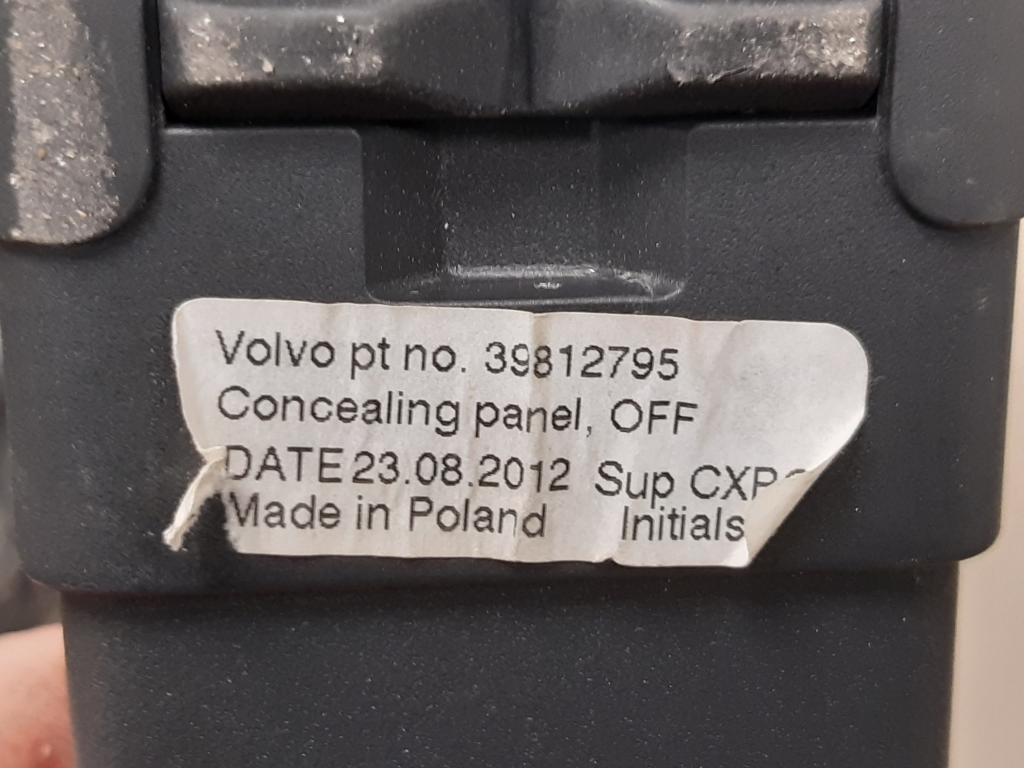 Volvo pt no. 39812795
Concealing panel, OFF
DATE 23.08.2012 Sup
Made in Poland Initials